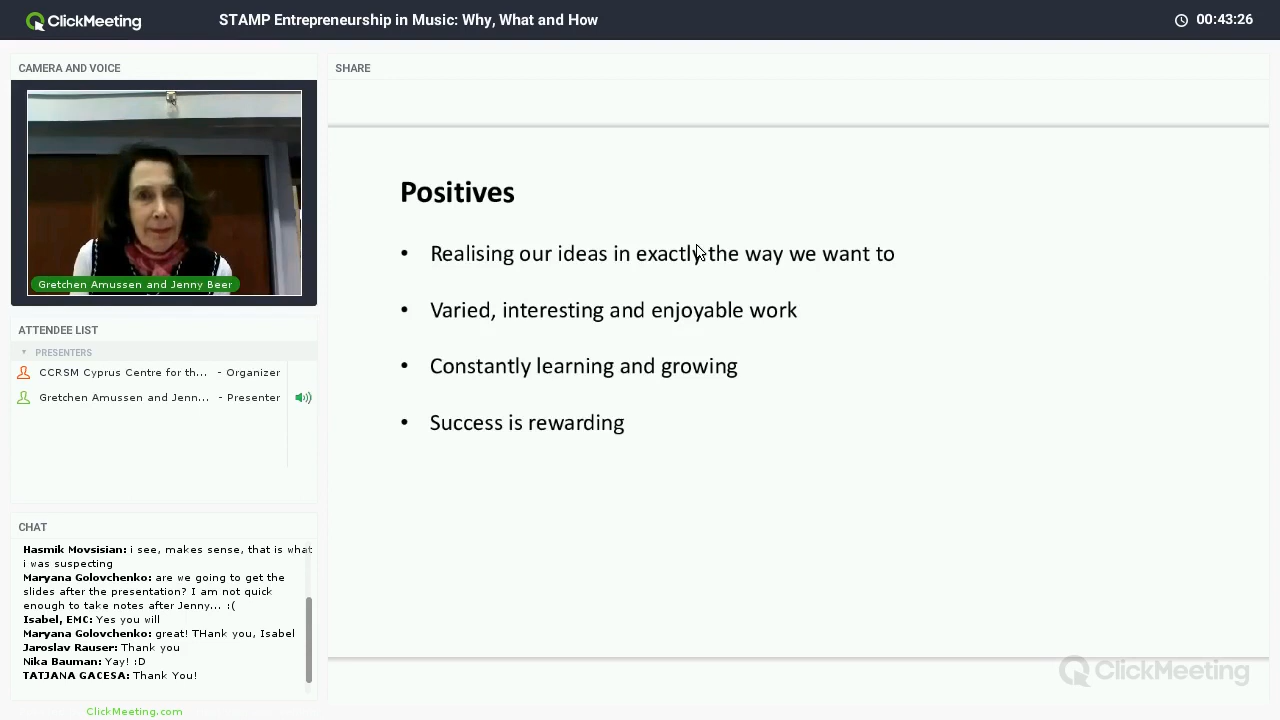 ClickMeeting
STAMP Entrepreneurship in Music: Why, What and How
00:43:26
CAMERA AND VOICE
Gretchen Amussen and Jenny Beer
ATTENDEE LIST
PRESENTERS
CCRSM Cyprus Centre for th... - Organizer
Gretchen Amussen and Jenn... - Presenter
CHAT
Hasmik Movsisian: i see, makes sense, that is what
i was suspecting
Maryana Golovchenko: are we going to get the
slides after the presentation? I am not quick
enough to take notes after Jenny... :(
Isabel, EMC: Yes you will
Maryana Golovchenko: great! THank you, Isabel
Jaroslav Rauser: Thank you
Nika Bauman: Yay! :D
TATJANA GACESA: Thank You!
ClickMeeting.com
SHARE
Positives
• Realising our ideas in exactly the way we want to
• Varied, interesting and enjoyable work
• Constantly learning and growing
• Success is rewarding
ClickMeeting